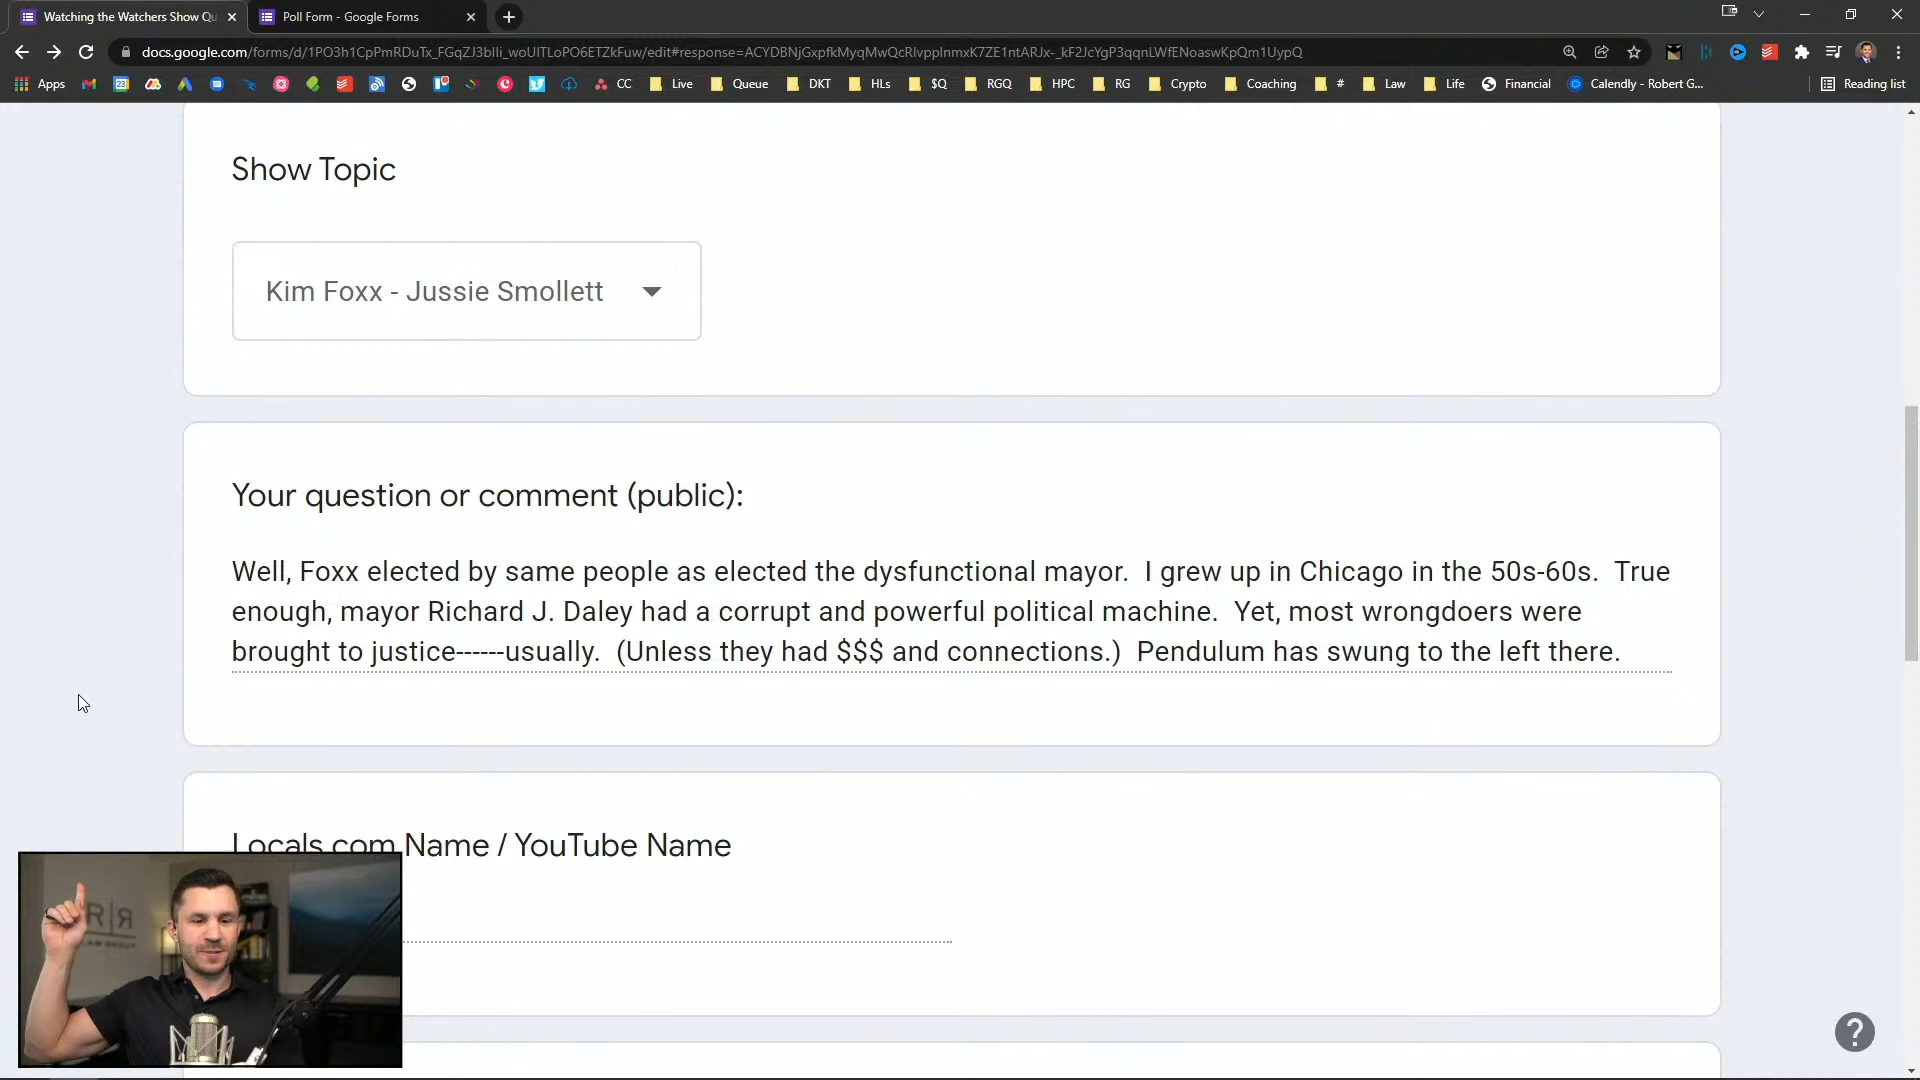 Watching the Watchers Show Qu
Poll Form - Google Forms
docs.google.com/forms/d/1PO3h1CpPmRDuTx_FGqZJ3bIIi_woUITLoPO6ETZkFuw/edit#response=ACYDBNjGxpfkMyqMwQcRIvppInmxK7ZE1ntARJx-_kF2JcYgP3qqnLWfENoaswKpQm1UypQ
Apps CC Live Queue DKT HLs $Q RGQ HPC RG Crypto Coaching # Law Life Financial Calendly - Robert G... Reading list
Show Topic
Kim Foxx - Jussie Smollett
Your question or comment (public):
Well, Foxx elected by same people as elected the dysfunctional mayor.  I grew up in Chicago in the 50s-60s.  True
enough, mayor Richard J. Daley had a corrupt and powerful political machine.  Yet, most wrongdoers were
brought to justice------usually.  (Unless they had $$$ and connections.)  Pendulum has swung to the left there.
Locals.com Name / YouTube Name